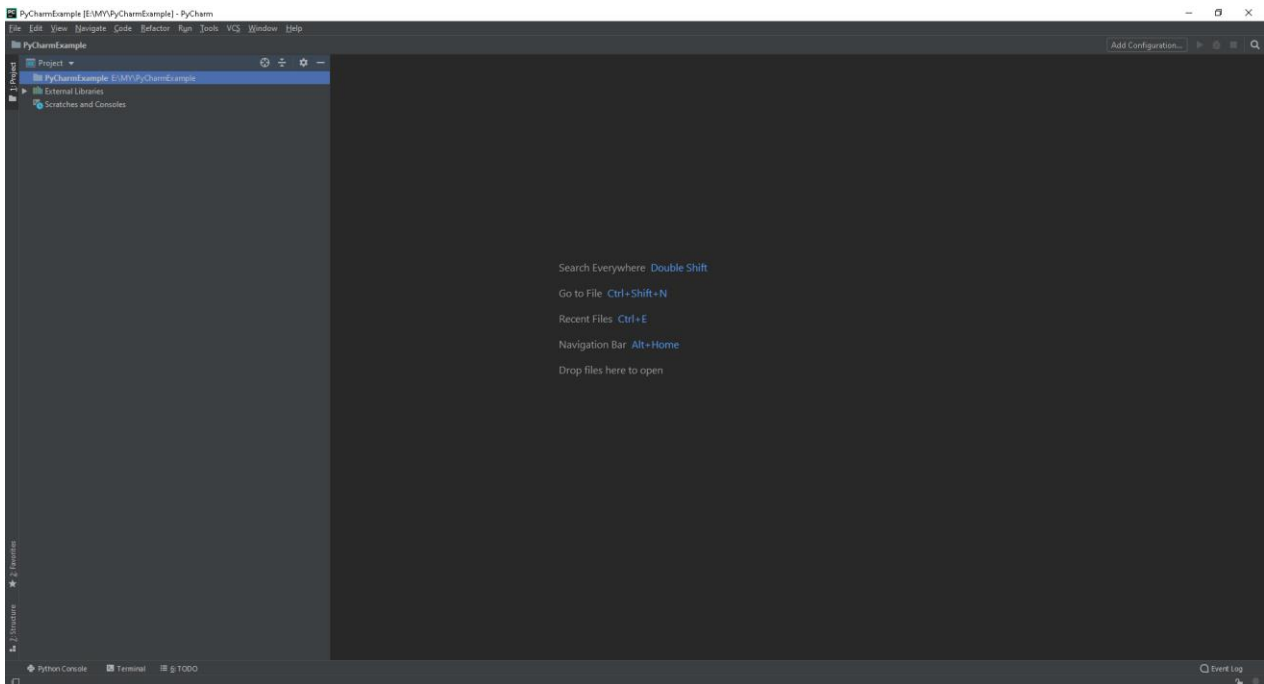 PyCharmExample [E:\MY\PyCharmExample] - PyCharm
File Edit View Navigate Code Refactor Run Tools VCS Window Help
PyCharmExample Add Configuration...
1: Project
Project
PyCharmExample E:\MY\PyCharmExample
External Libraries
Scratches and Consoles
Search Everywhere Double Shift
Go to File Ctrl+Shift+N
Recent Files Ctrl+E
Navigation Bar Alt+Home
Drop files here to open
2: Favorites
7: Structure
Python Console Terminal 6: TODO Event Log